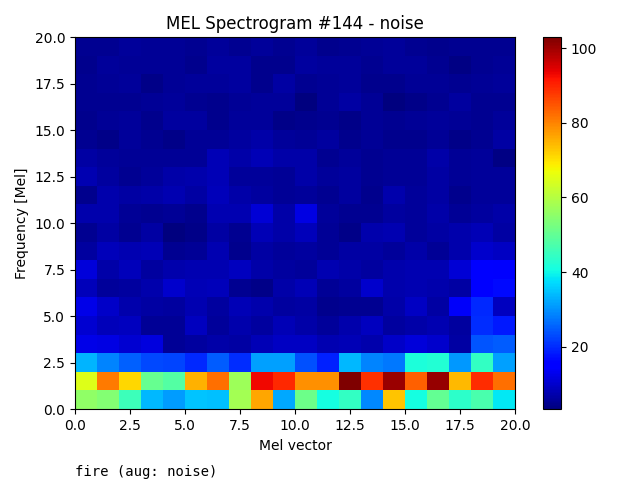 MEL Spectrogram #144 - noise
20.0
17.5
15.0
12.5
10.0
7.5
5.0
2.5
0.0
Frequency [Mel]
0.0 2.5 5.0 7.5 10.0 12.5 15.0 17.5 20.0
Mel vector
100
80
60
40
20
fire (aug: noise)